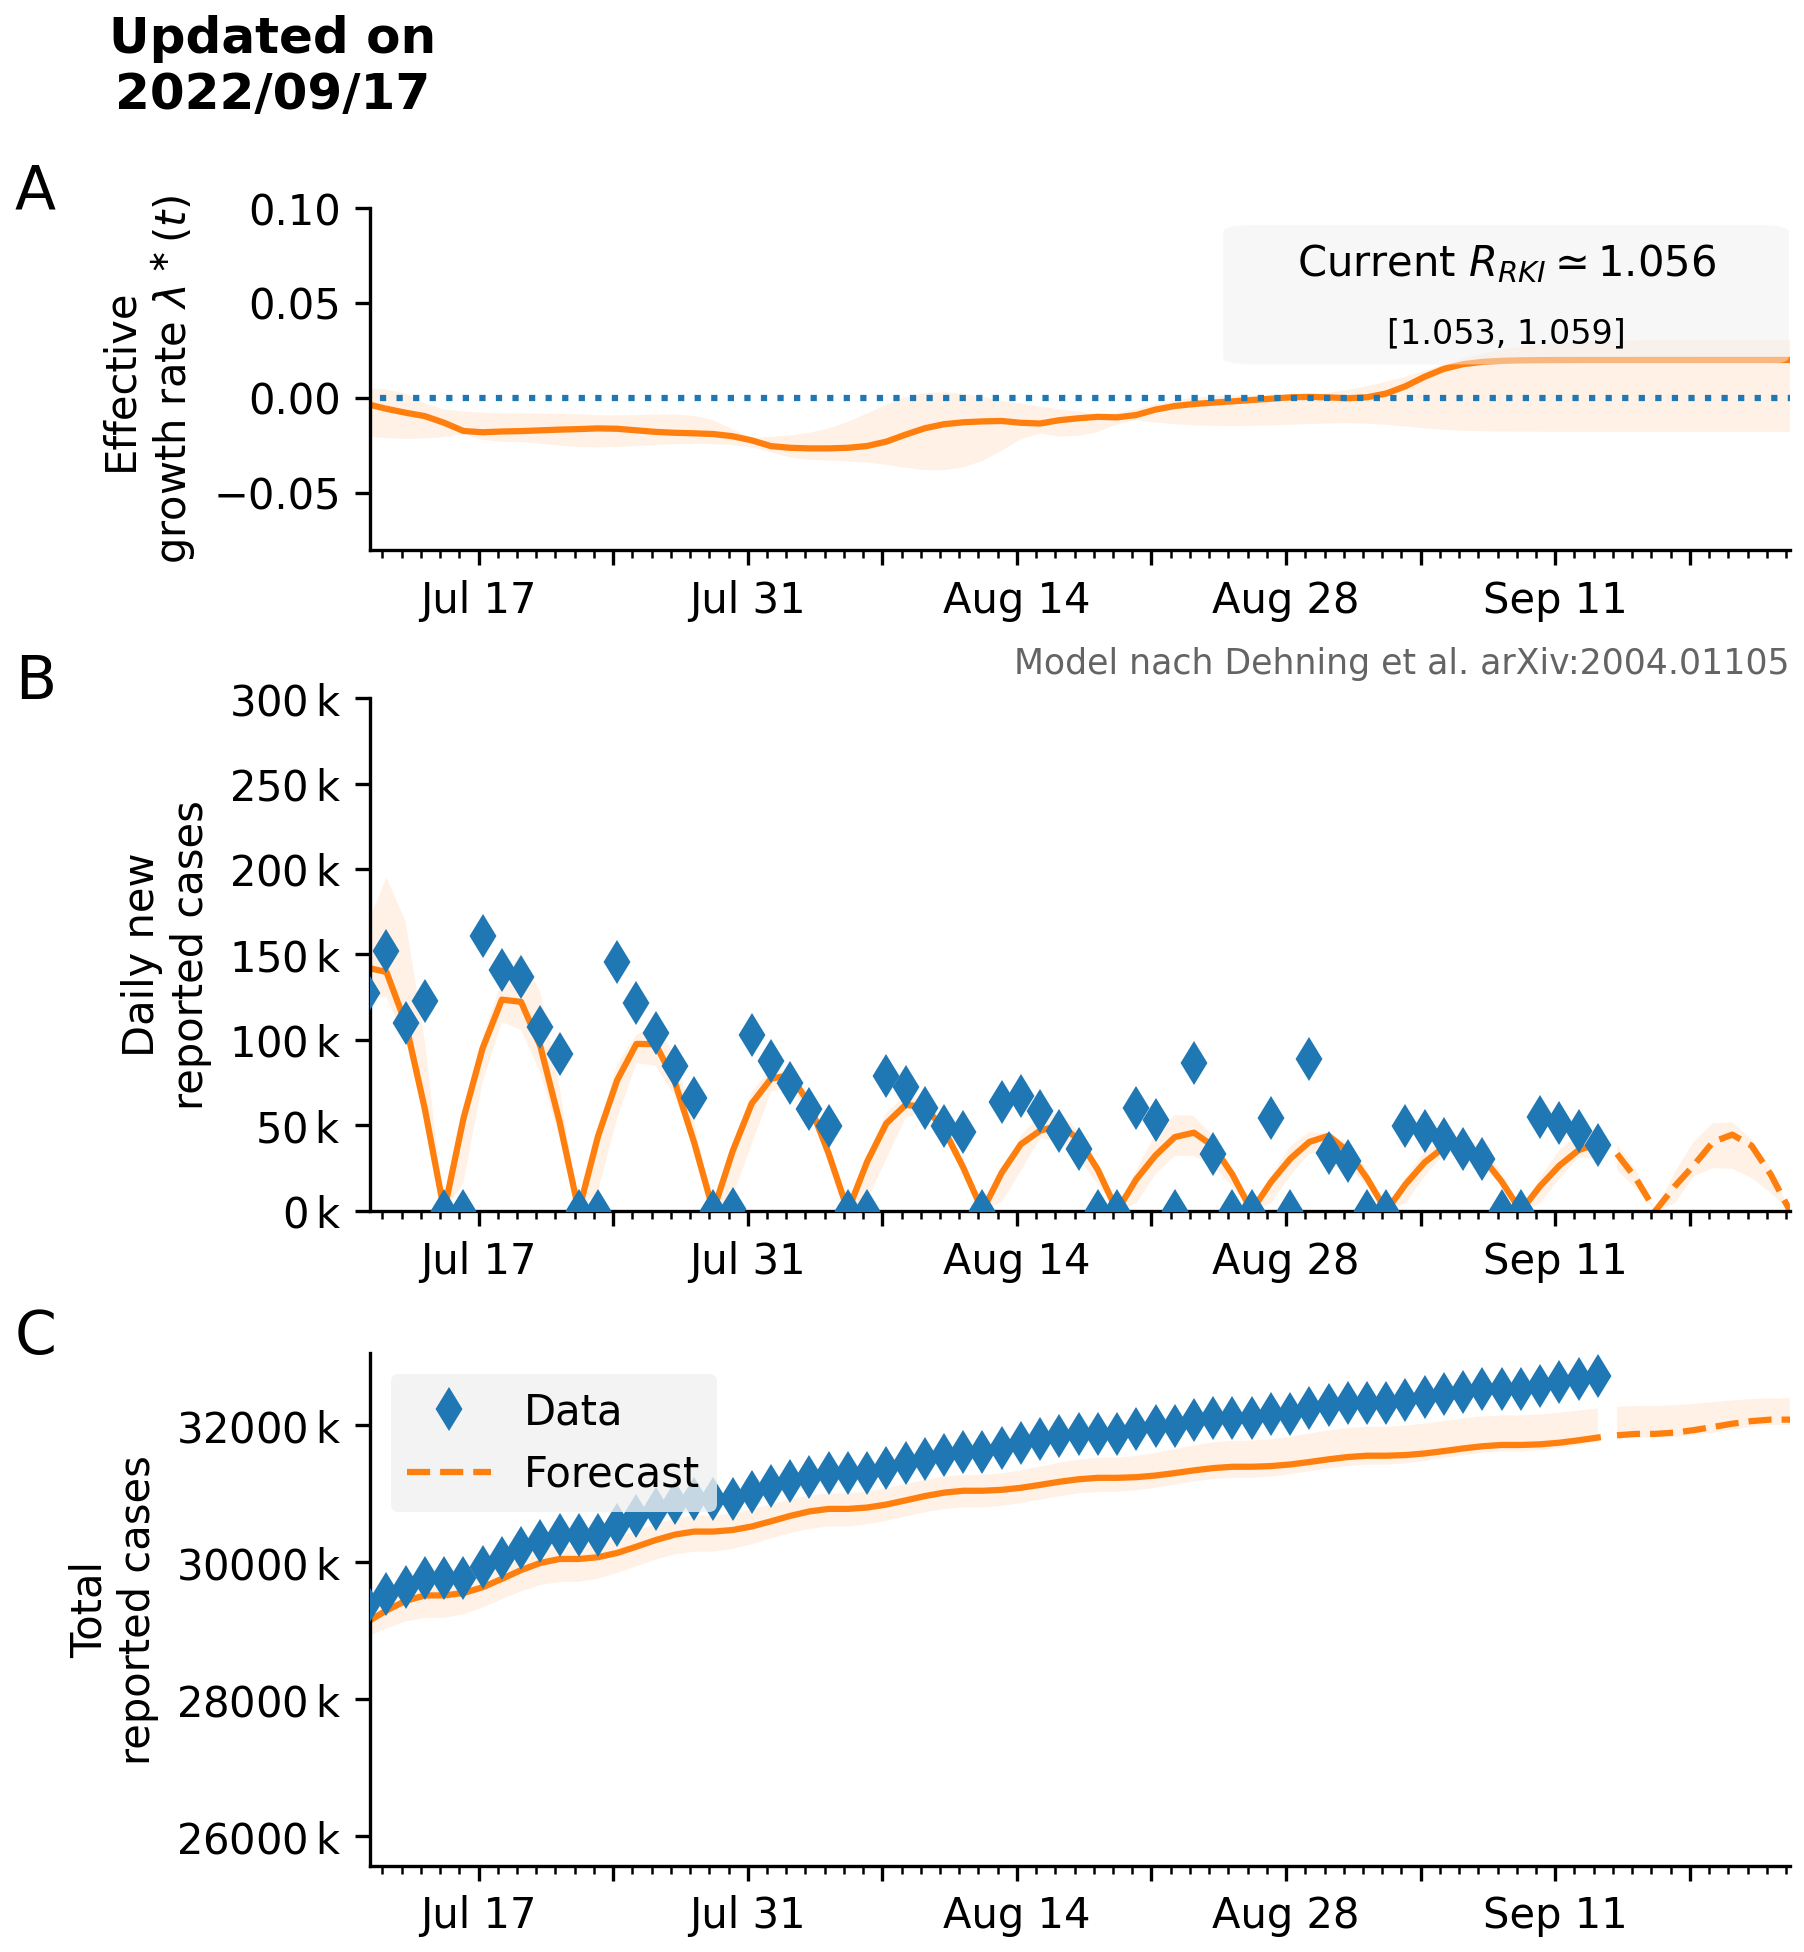 Updated on
2022/09/17
A
Effective
growth rate λ * (t)
0.10
0.05
0.00
−0.05
Current R_RKI ≃ 1.056
[1.053, 1.059]
Jul 17
Jul 31
Aug 14
Aug 28
Sep 11
Model nach Dehning et al. arXiv:2004.01105
B
Daily new
reported cases
300 k
250 k
200 k
150 k
100 k
50 k
0 k
Jul 17
Jul 31
Aug 14
Aug 28
Sep 11
C
Total
reported cases
32000 k
30000 k
28000 k
26000 k
Data
Forecast
Jul 17
Jul 31
Aug 14
Aug 28
Sep 11